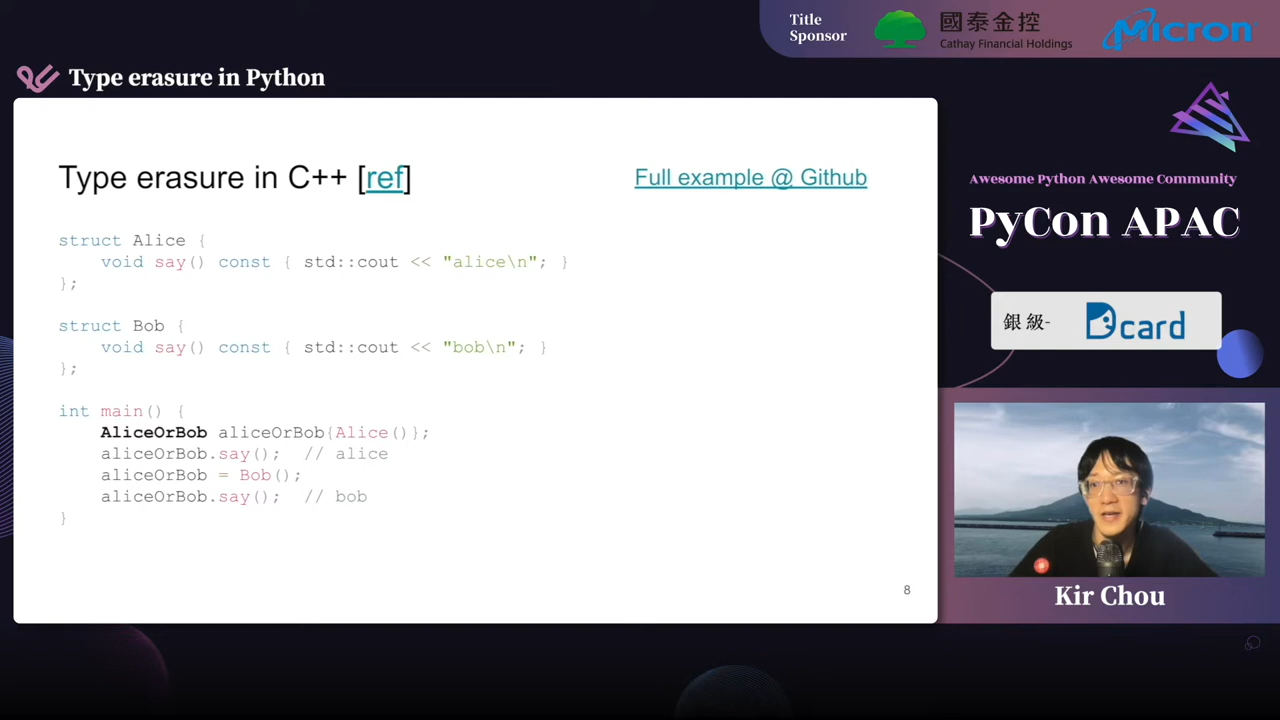 Title
Sponsor
國泰金控
Cathay Financial Holdings
Micron
Type erasure in Python
Type erasure in C++ [ref]
Full example @ Github
struct Alice {
    void say() const { std::cout << "alice\n"; }
};
struct Bob {
    void say() const { std::cout << "bob\n"; }
};
int main() {
    AliceOrBob aliceOrBob{Alice()};
    aliceOrBob.say();  // alice
    aliceOrBob = Bob();
    aliceOrBob.say();  // bob
}
8
Awesome Python Awesome Community
PyCon APAC
銀級-
Dcard
Kir Chou